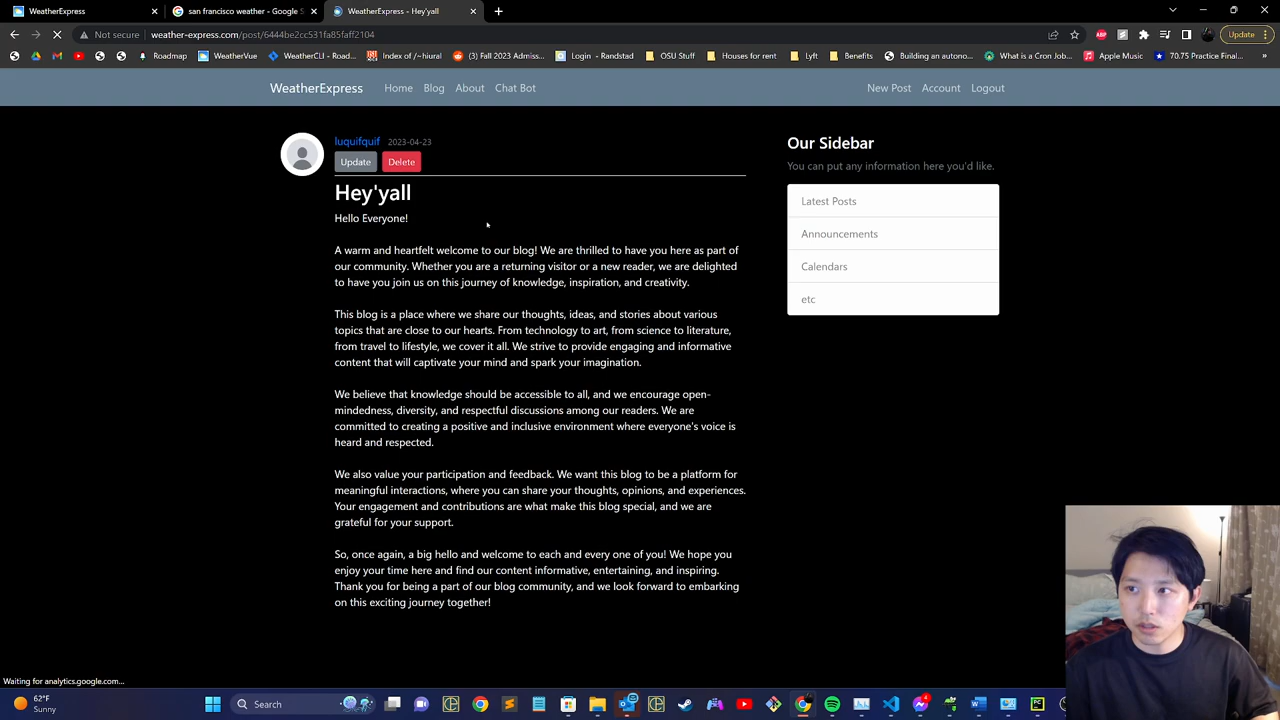 WeatherExpress
san francisco weather - Google S
WeatherExpress - Hey'yall
Not secure
weather-express.com/post/6444be2cc531fa85faff2104
Update
Roadmap
WeatherVue
WeatherCLI - Road...
Index of /~hiural
(3) Fall 2023 Admiss...
Login - Randstad
OSU Stuff
Houses for rent
Lyft
Benefits
Building an autono...
What is a Cron Job...
Apple Music
70.75 Practice Final...
WeatherExpress
Home
Blog
About
Chat Bot
New Post
Account
Logout
luquifquif 2023-04-23
Update
Delete
Hey'yall
Hello Everyone!
A warm and heartfelt welcome to our blog! We are thrilled to have you here as part of
our community. Whether you are a returning visitor or a new reader, we are delighted
to have you join us on this journey of knowledge, inspiration, and creativity.
This blog is a place where we share our thoughts, ideas, and stories about various
topics that are close to our hearts. From technology to art, from science to literature,
from travel to lifestyle, we cover it all. We strive to provide engaging and informative
content that will captivate your mind and spark your imagination.
We believe that knowledge should be accessible to all, and we encourage open-
mindedness, diversity, and respectful discussions among our readers. We are
committed to creating a positive and inclusive environment where everyone's voice is
heard and respected.
We also value your participation and feedback. We want this blog to be a platform for
meaningful interactions, where you can share your thoughts, opinions, and experiences.
Your engagement and contributions are what make this blog special, and we are
grateful for your support.
So, once again, a big hello and welcome to each and every one of you! We hope you
enjoy your time here and find our content informative, entertaining, and inspiring.
Thank you for being a part of our blog community, and we look forward to embarking
on this exciting journey together!
Our Sidebar
You can put any information here you'd like.
Latest Posts
Announcements
Calendars
etc
Waiting for analytics.google.com...
62°F
Sunny
Search
4